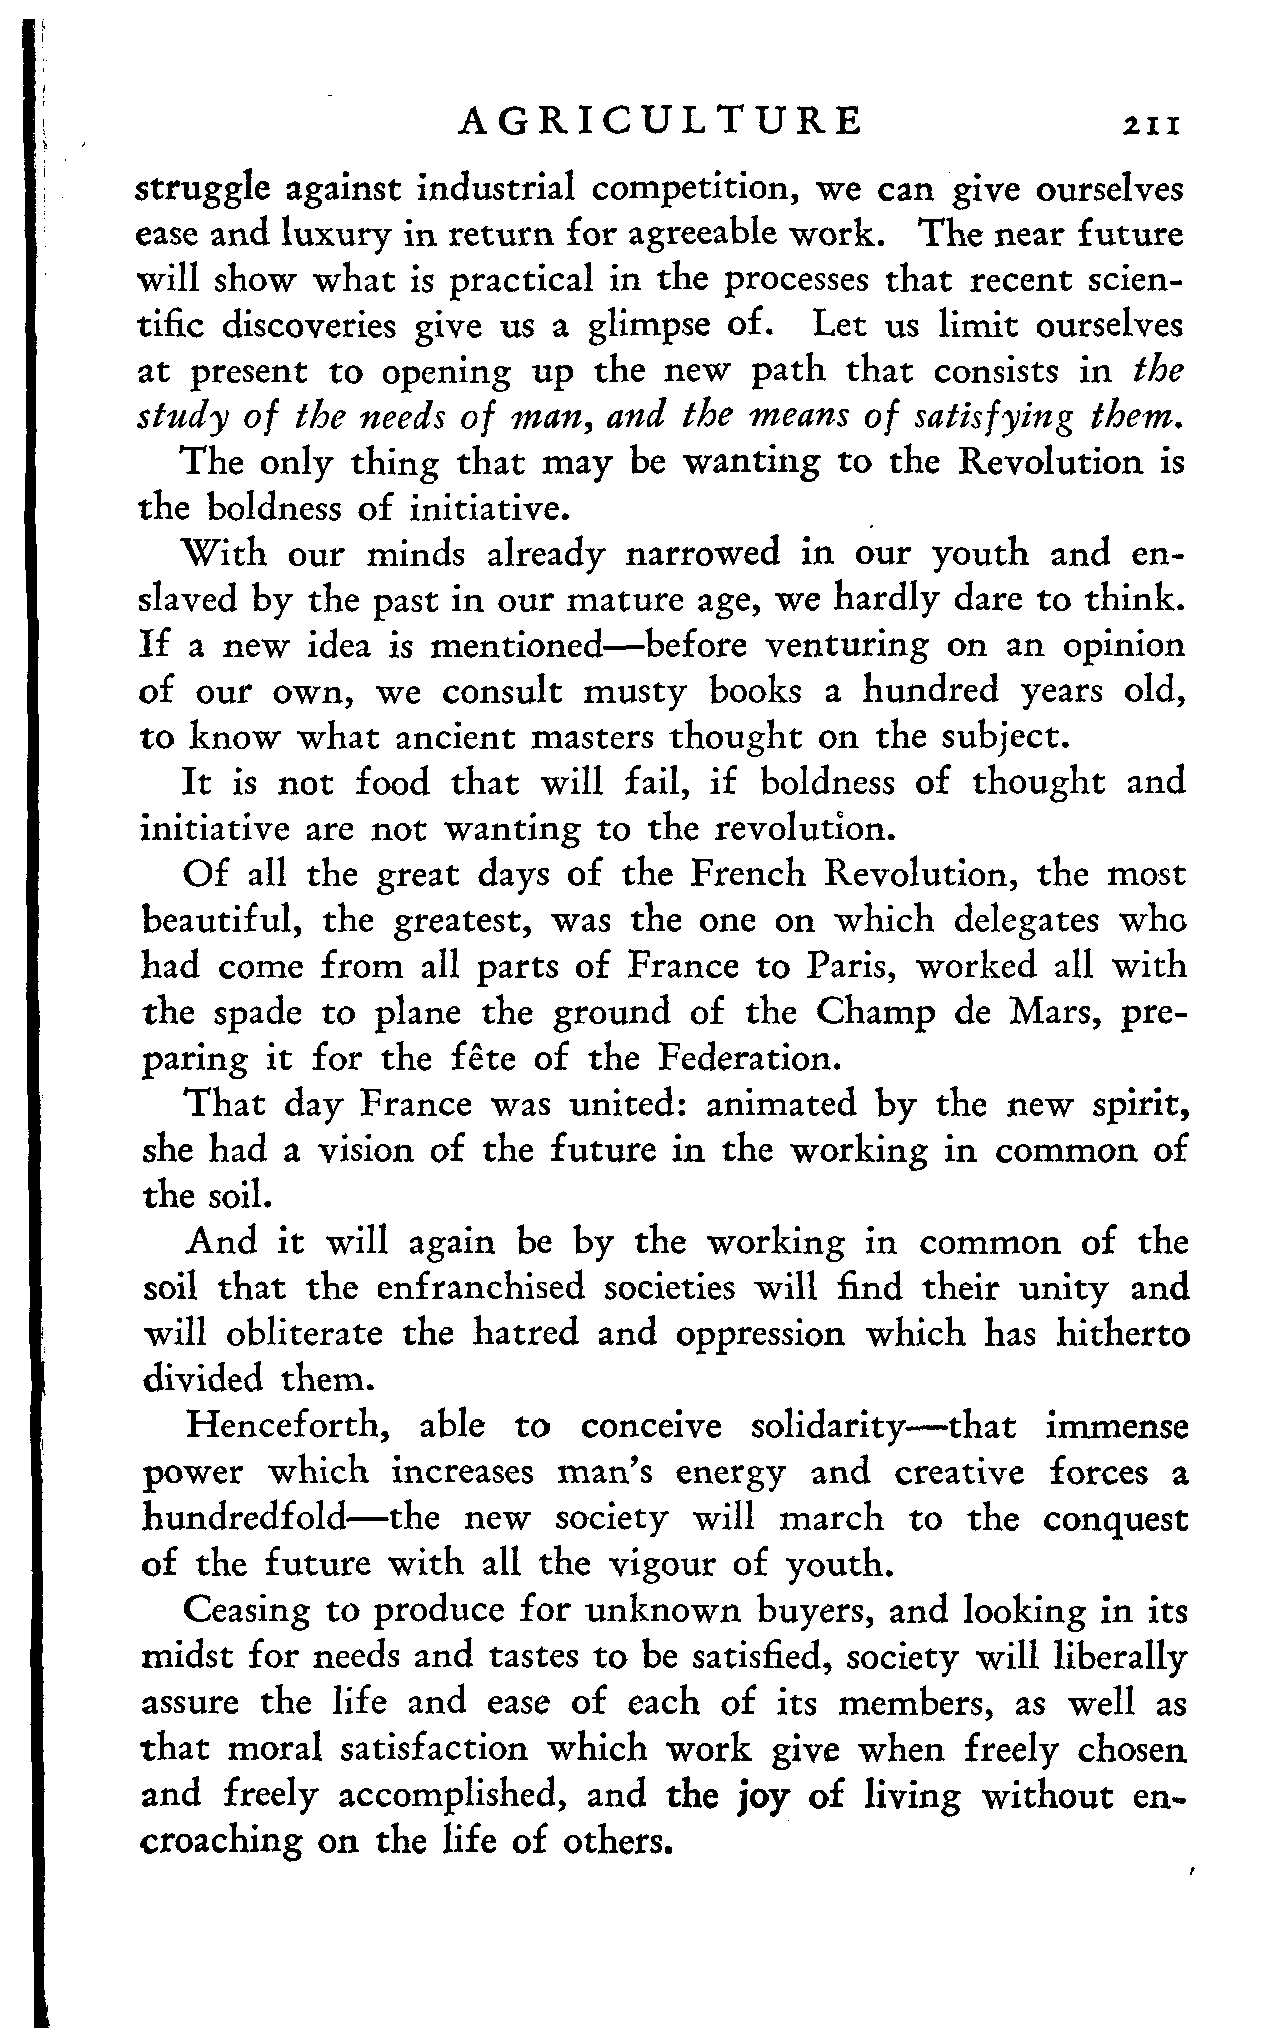 AGRICULTURE 211
struggle against industrial competition, we can give ourselves
ease and luxury in return for agreeable work. The near future
will show what is practical in the processes that recent scien-
tific discoveries give us a glimpse of. Let us limit ourselves
at present to opening up the new path that consists in the
study of the needs of man, and the means of satisfying them.
The only thing that may be wanting to the Revolution is
the boldness of initiative.
With our minds already narrowed in our youth and en-
slaved by the past in our mature age, we hardly dare to think.
If a new idea is mentioned—before venturing on an opinion
of our own, we consult musty books a hundred years old,
to know what ancient masters thought on the subject.
It is not food that will fail, if boldness of thought and
initiative are not wanting to the revolution.
Of all the great days of the French Revolution, the most
beautiful, the greatest, was the one on which delegates who
had come from all parts of France to Paris, worked all with
the spade to plane the ground of the Champ de Mars, pre-
paring it for the fête of the Federation.
That day France was united: animated by the new spirit,
she had a vision of the future in the working in common of
the soil.
And it will again be by the working in common of the
soil that the enfranchised societies will find their unity and
will obliterate the hatred and oppression which has hitherto
divided them.
Henceforth, able to conceive solidarity—that immense
power which increases man's energy and creative forces a
hundredfold—the new society will march to the conquest
of the future with all the vigour of youth.
Ceasing to produce for unknown buyers, and looking in its
midst for needs and tastes to be satisfied, society will liberally
assure the life and ease of each of its members, as well as
that moral satisfaction which work give when freely chosen
and freely accomplished, and the joy of living without en-
croaching on the life of others.